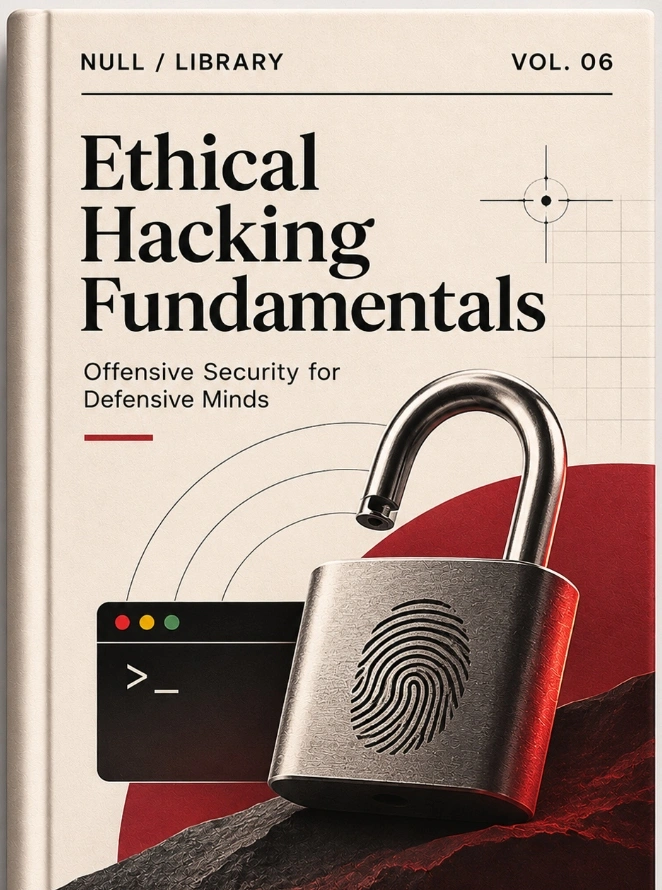 NULL / LIBRARY
VOL. 06
Ethical
Hacking
Fundamentals
Offensive Security for
Defensive Minds
>_